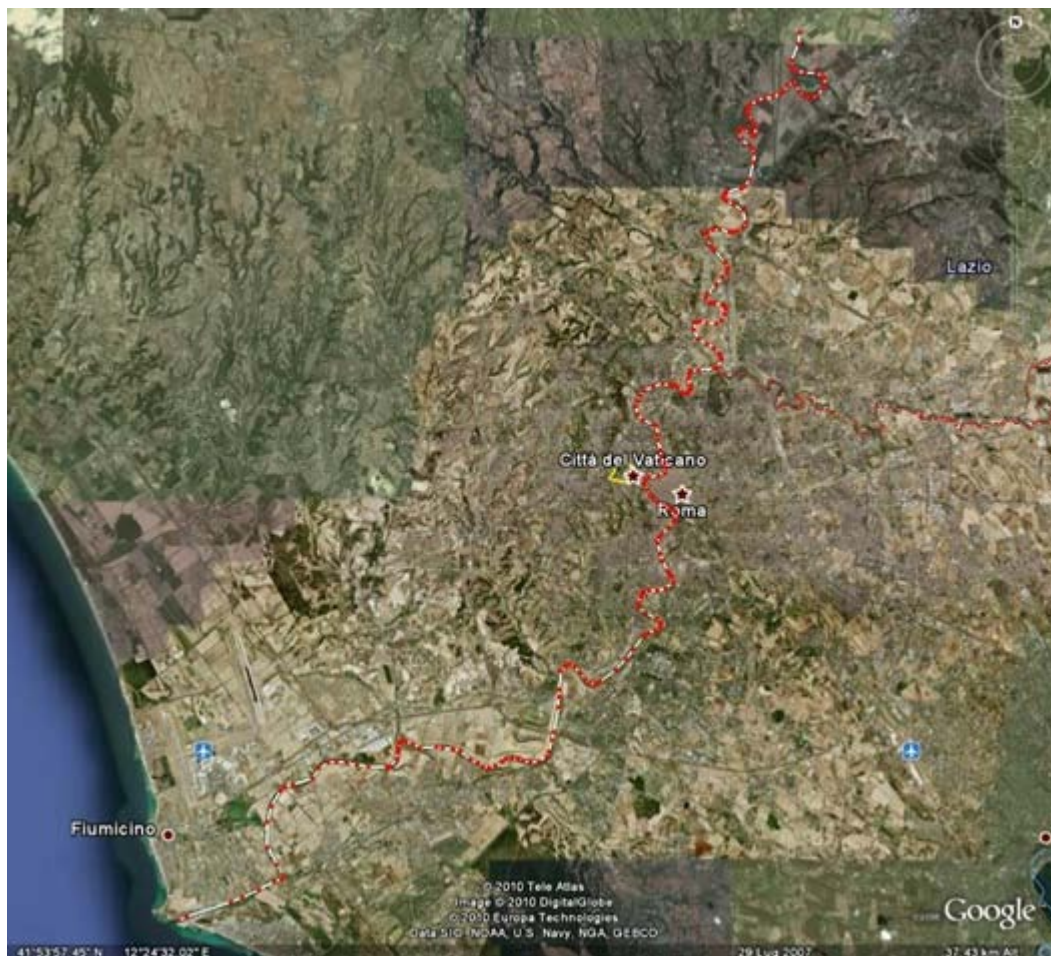 N
Lazio
Città del Vaticano
Roma
Fiumicino
© 2010 Tele Atlas
Image © 2010 DigitalGlobe
© 2010 Europa Technologies
Data SIO, NOAA, U.S. Navy, NGA, GEBCO
Google
41°53'57.45" N 12°24'32.02" E 29 Lug 2007 37.43 km Alt